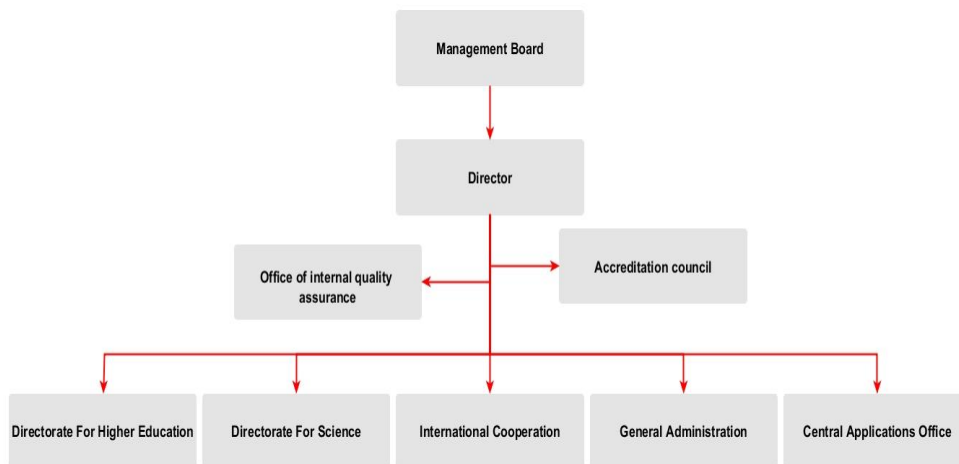 Management Board
Director
Accreditation council
Office of internal quality
assurance
Directorate For Higher Education
Directorate For Science
International Cooperation
General Administration
Central Applications Office